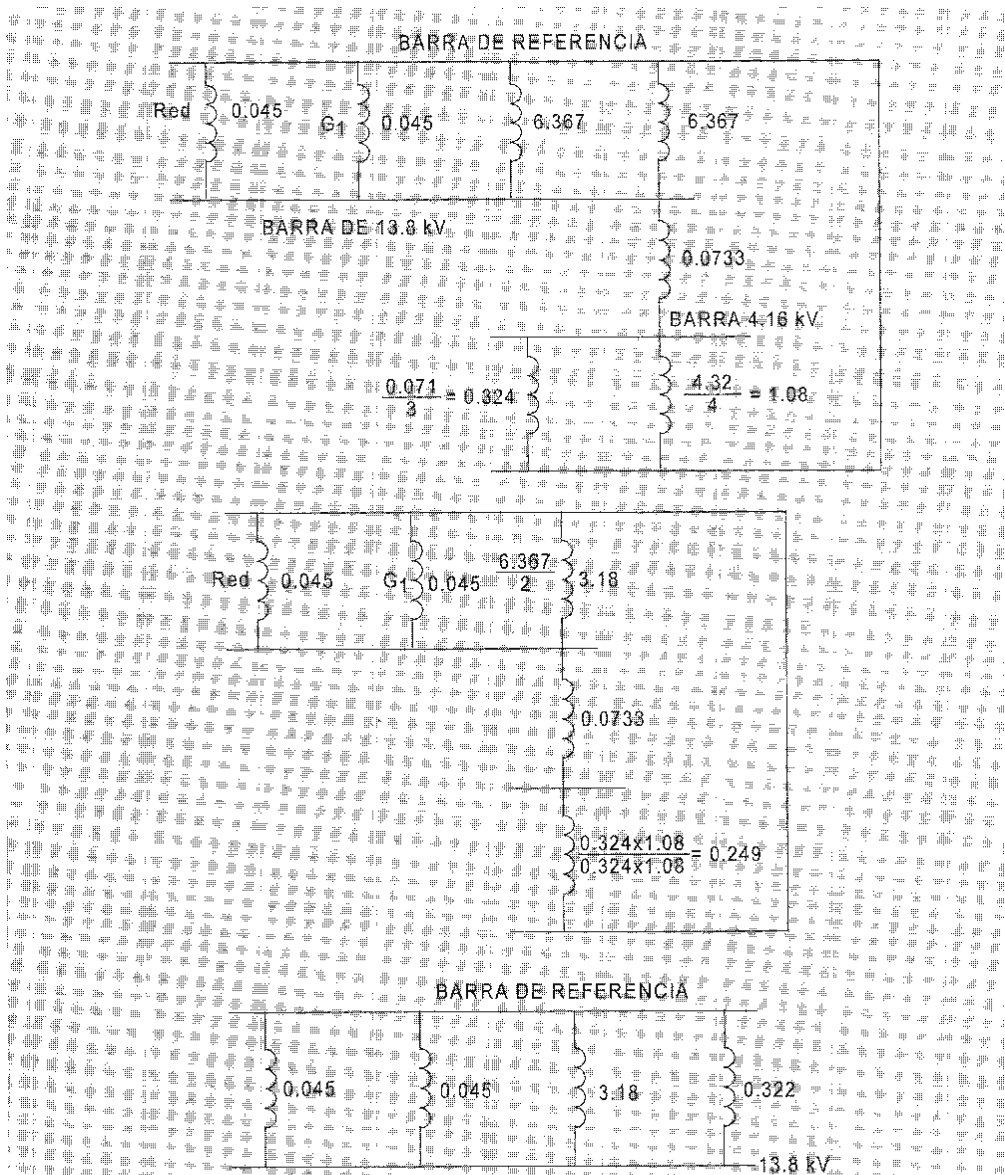 BARRA DE REFERENCIA
Red 0.045 G1 0.045 6.367 6.367
BARRA DE 13.8 kV
0.0733
BARRA 4.16 kV
0.071/3 = 0.324 4.32/4 = 1.08
Red 0.045 G1 0.045 6.367/2 3.18
0.0733
0.324x1.08/0.324x1.08 = 0.249
BARRA DE REFERENCIA
0.045 0.045 3.18 0.322
13.8 kV